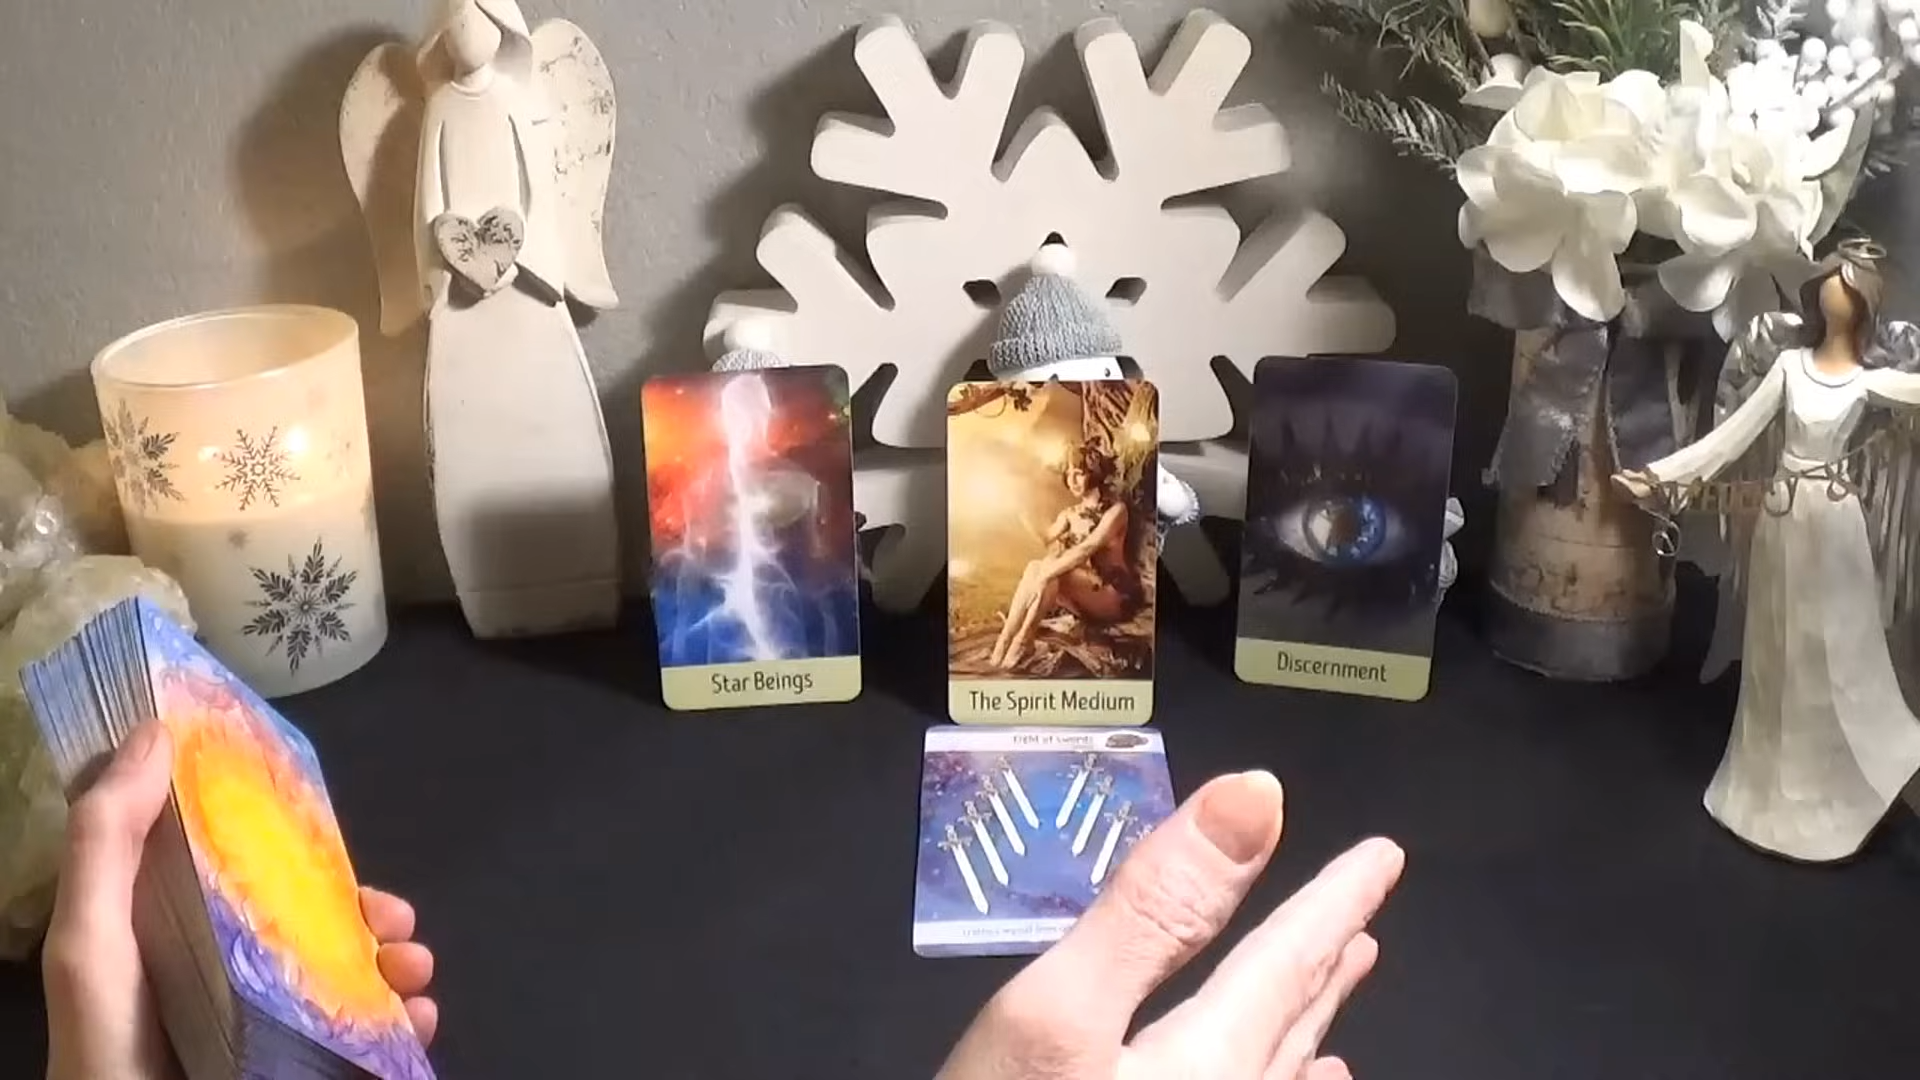 Star Beings
The Spirit Medium
Discernment
Eight of Swords